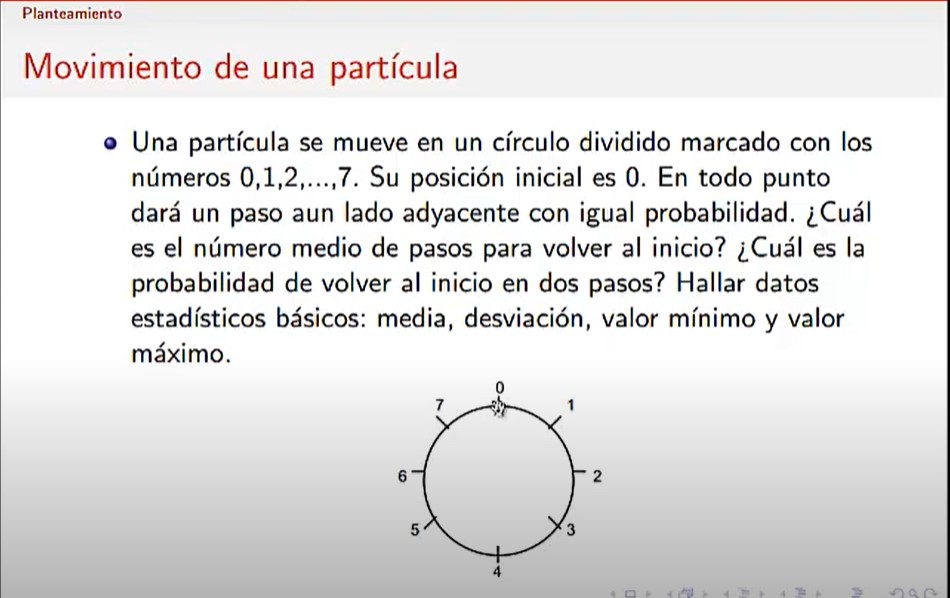 Planteamiento
Movimiento de una partícula
Una partícula se mueve en un círculo dividido marcado con los
números 0,1,2,...,7. Su posición inicial es 0. En todo punto
dará un paso aun lado adyacente con igual probabilidad. ¿Cuál
es el número medio de pasos para volver al inicio? ¿Cuál es la
probabilidad de volver al inicio en dos pasos? Hallar datos
estadísticos básicos: media, desviación, valor mínimo y valor
máximo.
0
7 1
6 2
5 3
4